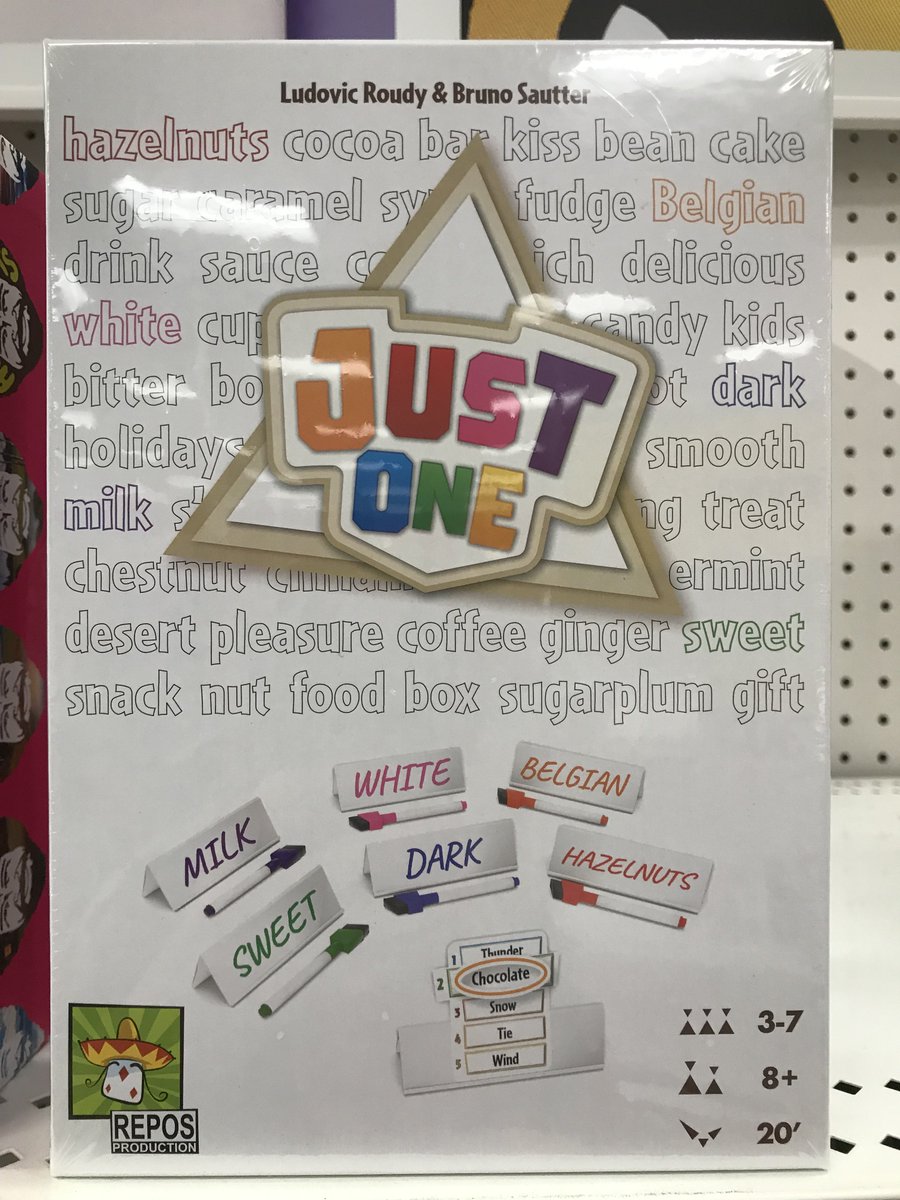 Ludovic Roudy & Bruno Sautter
hazelnuts cocoa bar kiss bean cake
sugar caramel fudge Belgian
drink sauce delicious
white candy kids
bitter dark
holidays smooth
milk treat
chestnut
desert pleasure coffee ginger sweet
snack nut food box sugarplum gift
JUST
ONE
WHITE
BELGIAN
MILK
DARK
HAZELNUTS
SWEET
1 Thunder
2 Chocolate
3 Snow
4 Tie
5 Wind
3-7
8+
20′
REPOS
PRODUCTION